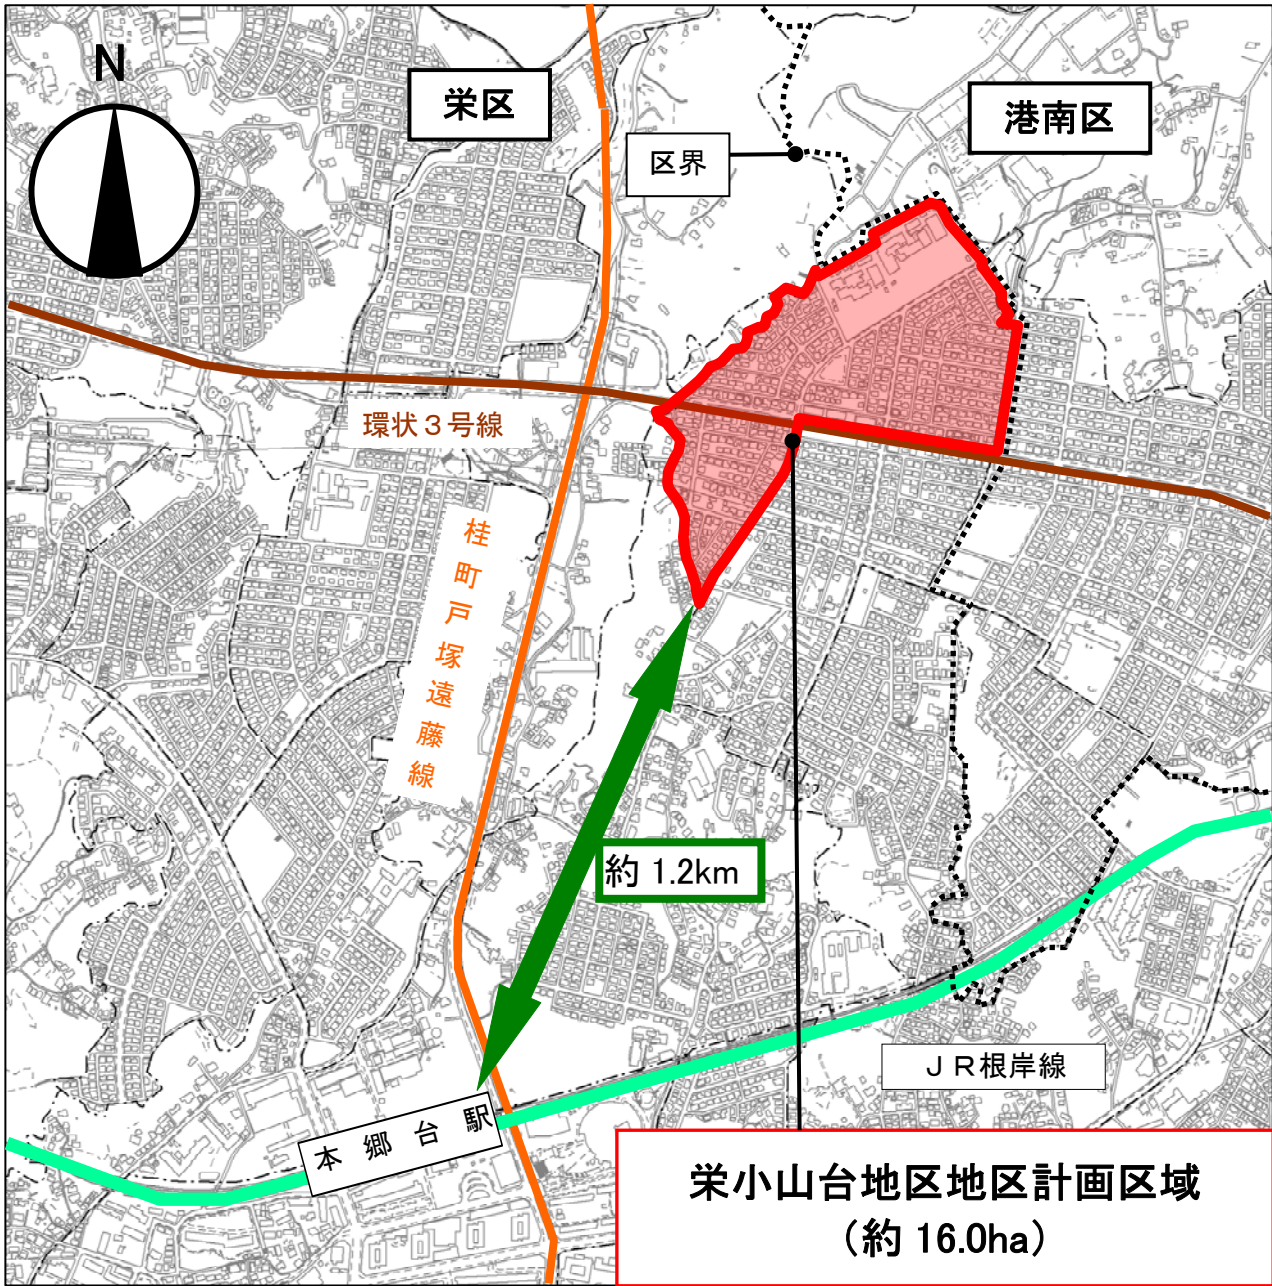 N
栄区
港南区
区界
環状３号線
桂町戸塚遠藤線
約 1.2km
ＪＲ根岸線
本郷台駅
栄小山台地区地区計画区域
（約 16.0ha）